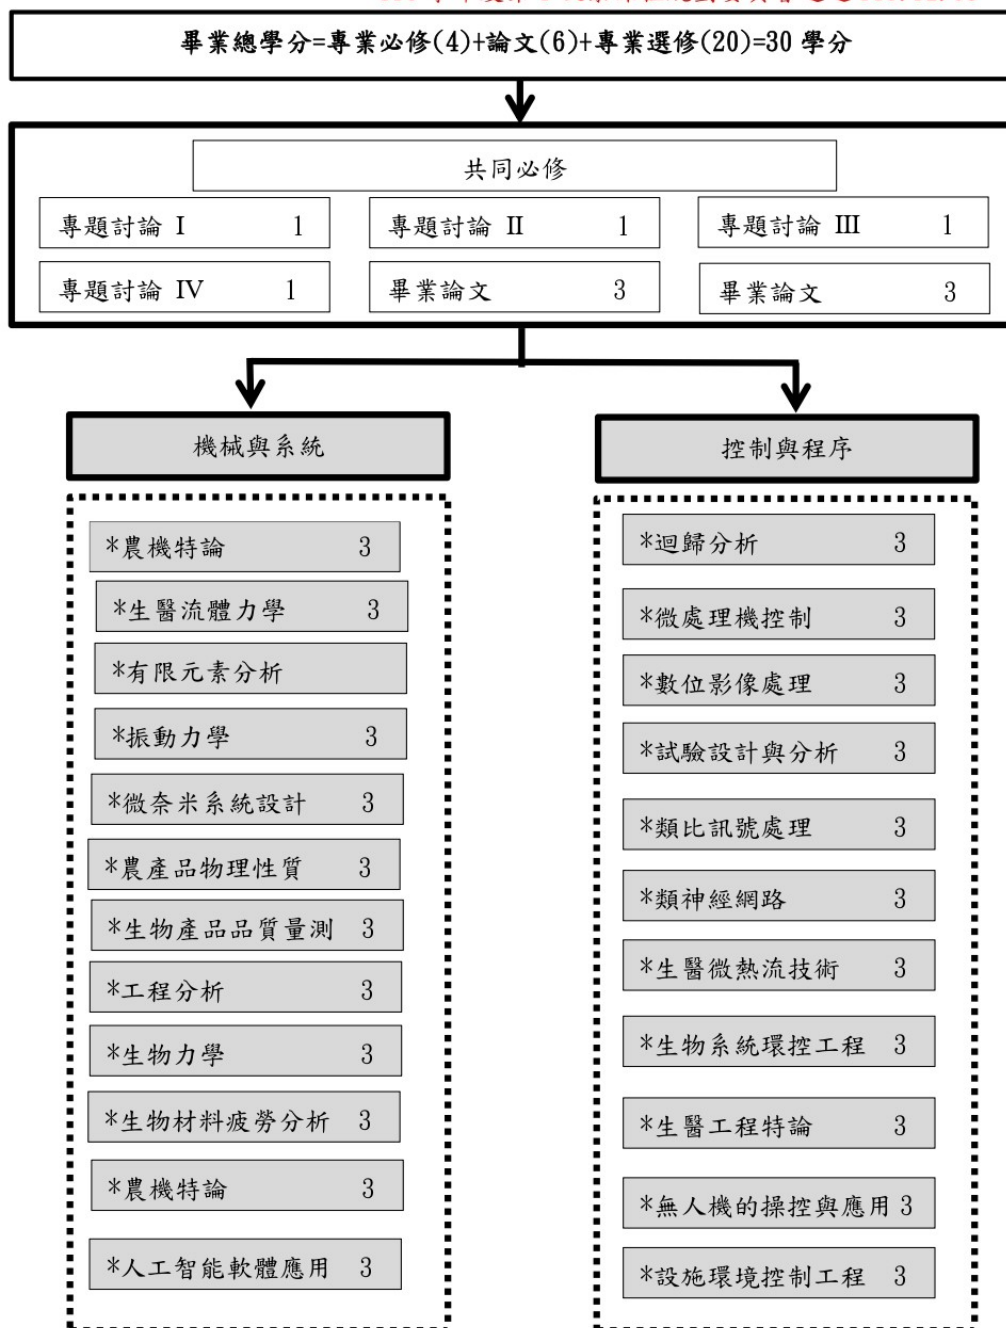 畢業總學分=專業必修(4)+論文(6)+專業選修(20)=30 學分
共同必修
專題討論 I 1
專題討論 II 1
專題討論 III 1
專題討論 IV 1
畢業論文 3
畢業論文 3
機械與系統
*農機特論 3
*生醫流體力學 3
*有限元素分析
*振動力學 3
*微奈米系統設計 3
*農產品物理性質 3
*生物產品品質量測 3
*工程分析 3
*生物力學 3
*生物材料疲勞分析 3
*農機特論 3
*人工智能軟體應用 3
控制與程序
*迴歸分析 3
*微處理機控制 3
*數位影像處理 3
*試驗設計與分析 3
*類比訊號處理 3
*類神經網路 3
*生醫微熱流技術 3
*生物系統環控工程 3
*生醫工程特論 3
*無人機的操控與應用 3
*設施環境控制工程 3